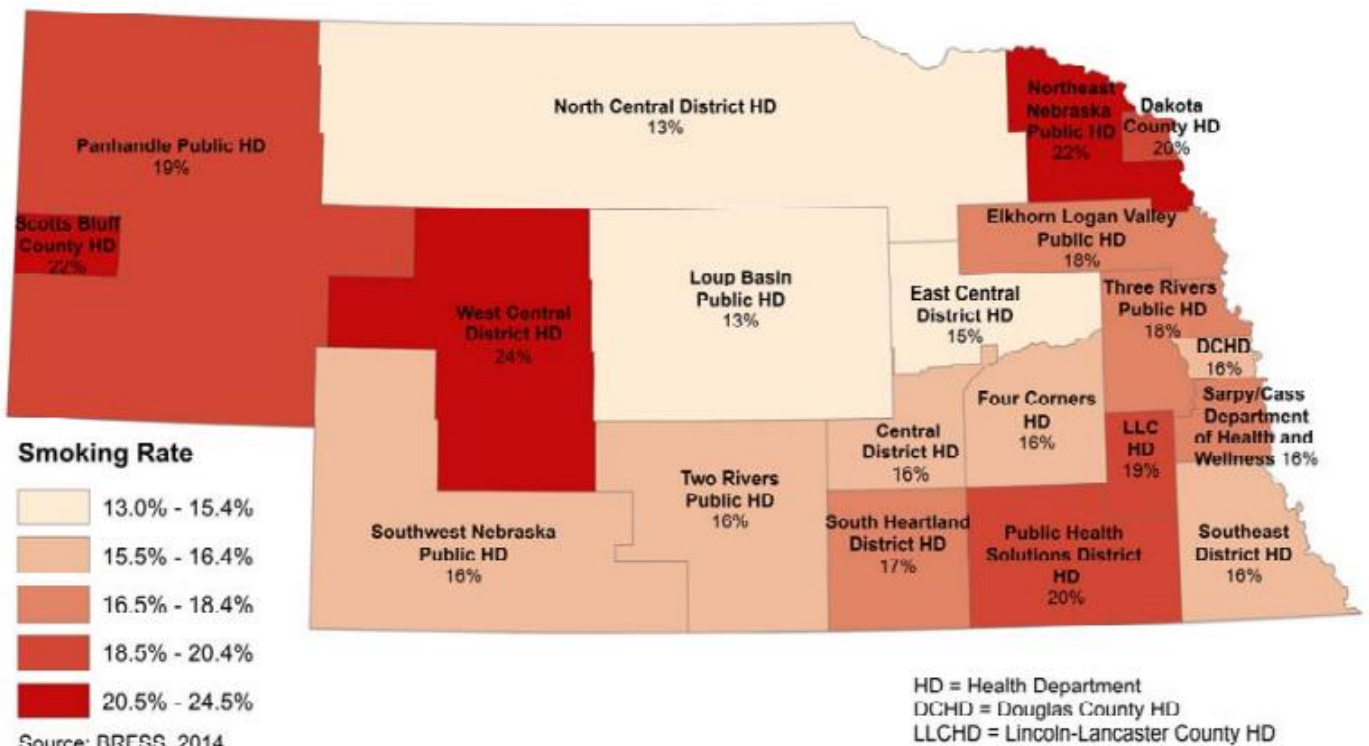 North Central District HD
13%
Northeast
Nebraska
Public HD
22%
Dakota
County HD
20%
Panhandle Public HD
19%
Scotts Bluff
County HD
22%
Elkhorn Logan Valley
Public HD
18%
Loup Basin
Public HD
13%
East Central
District HD
15%
Three Rivers
Public HD
18%
West Central
District HD
24%
DCHD
16%
Four Corners
HD
16%
Sarpy/Cass
Department
of Health and
Wellness 16%
Central
District HD
16%
LLC
HD
19%
Two Rivers
Public HD
16%
Southwest Nebraska
Public HD
16%
South Heartland
District HD
17%
Public Health
Solutions District
HD
20%
Southeast
District HD
16%
Smoking Rate
13.0% - 15.4%
15.5% - 16.4%
16.5% - 18.4%
18.5% - 20.4%
20.5% - 24.5%
Source: BRFSS, 2014
HD = Health Department
DCHD = Douglas County HD
LLCHD = Lincoln-Lancaster County HD